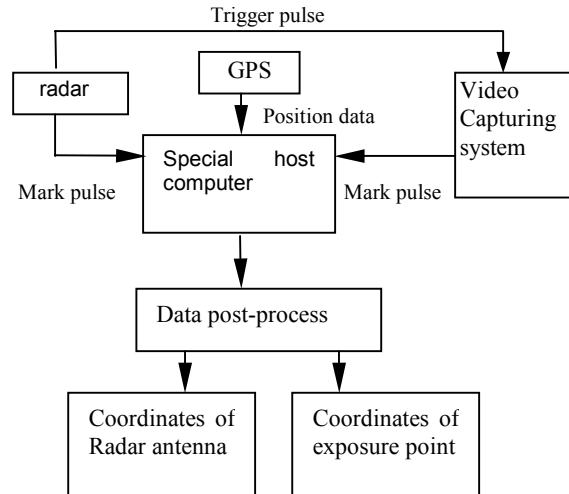 Trigger pulse
radar
GPS
Video
Capturing
system
Position data
Special host
computer
Mark pulse
Mark pulse
Data post-process
Coordinates of
Radar antenna
Coordinates of
exposure point